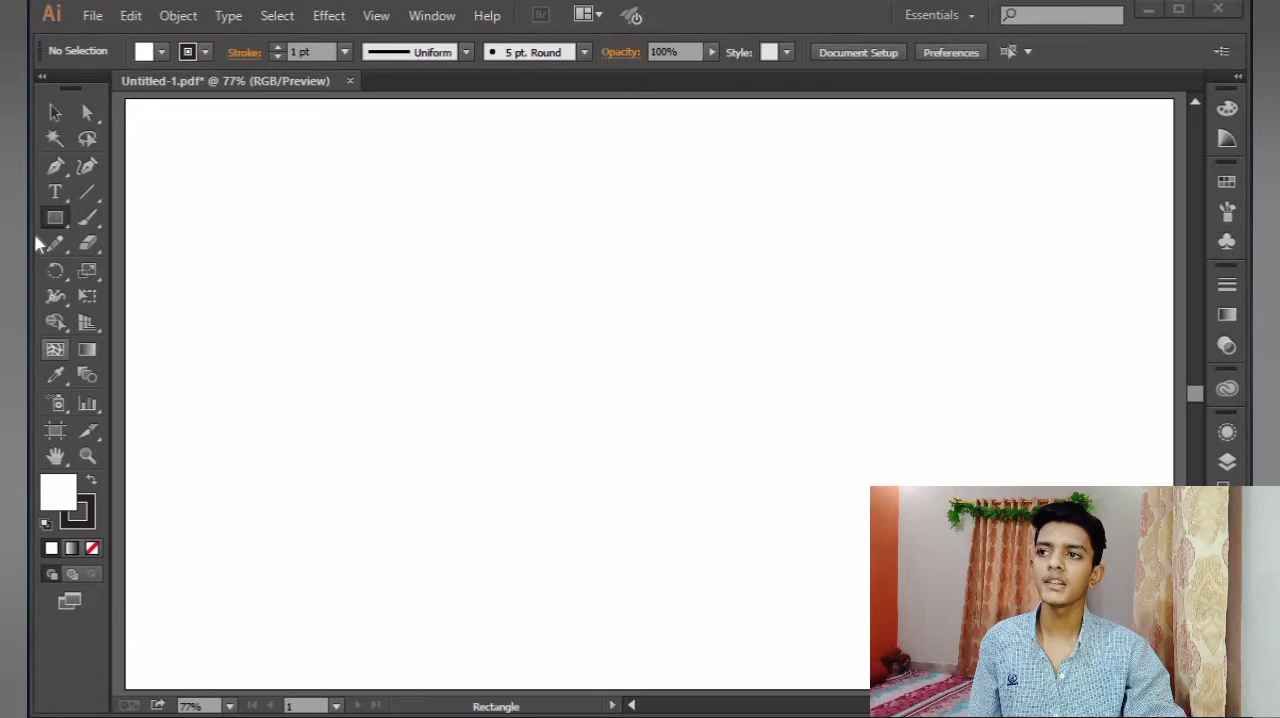 Ai File Edit Object Type Select Effect View Window Help Br Essentials
No Selection Stroke: 1 pt Uniform 5 pt. Round Opacity: 100% Style: Document Setup Preferences
Untitled-1.pdf* @ 77% (RGB/Preview)
T
77% 1 Rectangle